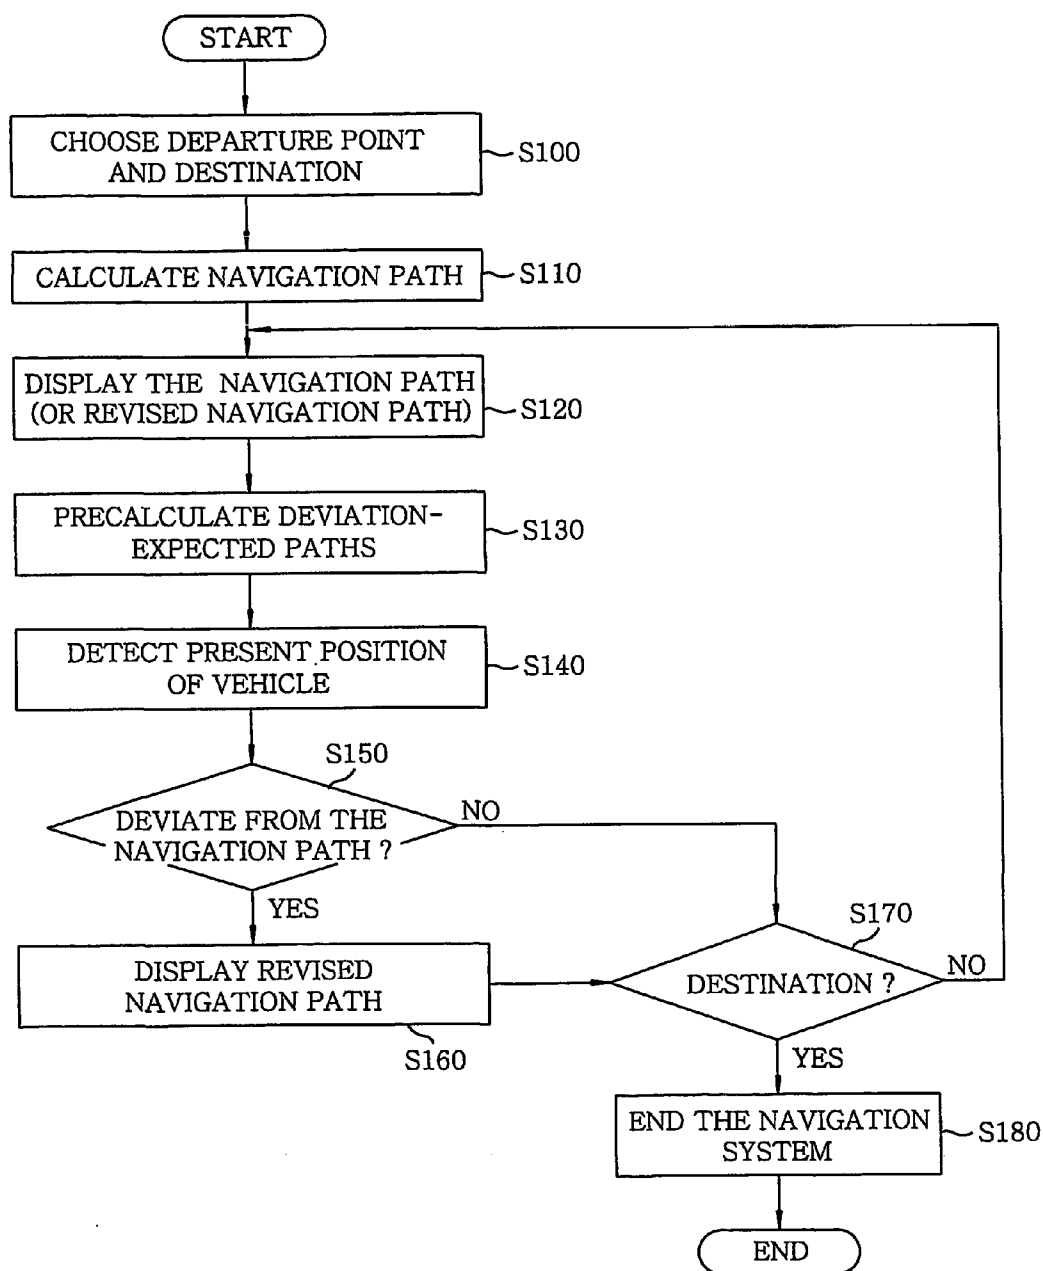 START
CHOOSE DEPARTURE POINT
AND DESTINATION
S100
CALCULATE NAVIGATION PATH
S110
DISPLAY THE NAVIGATION PATH
(OR REVISED NAVIGATION PATH)
S120
PRECALCULATE DEVIATION-
EXPECTED PATHS
S130
DETECT PRESENT POSITION
OF VEHICLE
S140
S150
DEVIATE FROM THE
NAVIGATION PATH ?
NO
YES
DISPLAY REVISED
NAVIGATION PATH
S160
S170
DESTINATION ?
NO
YES
END THE NAVIGATION
SYSTEM
S180
END